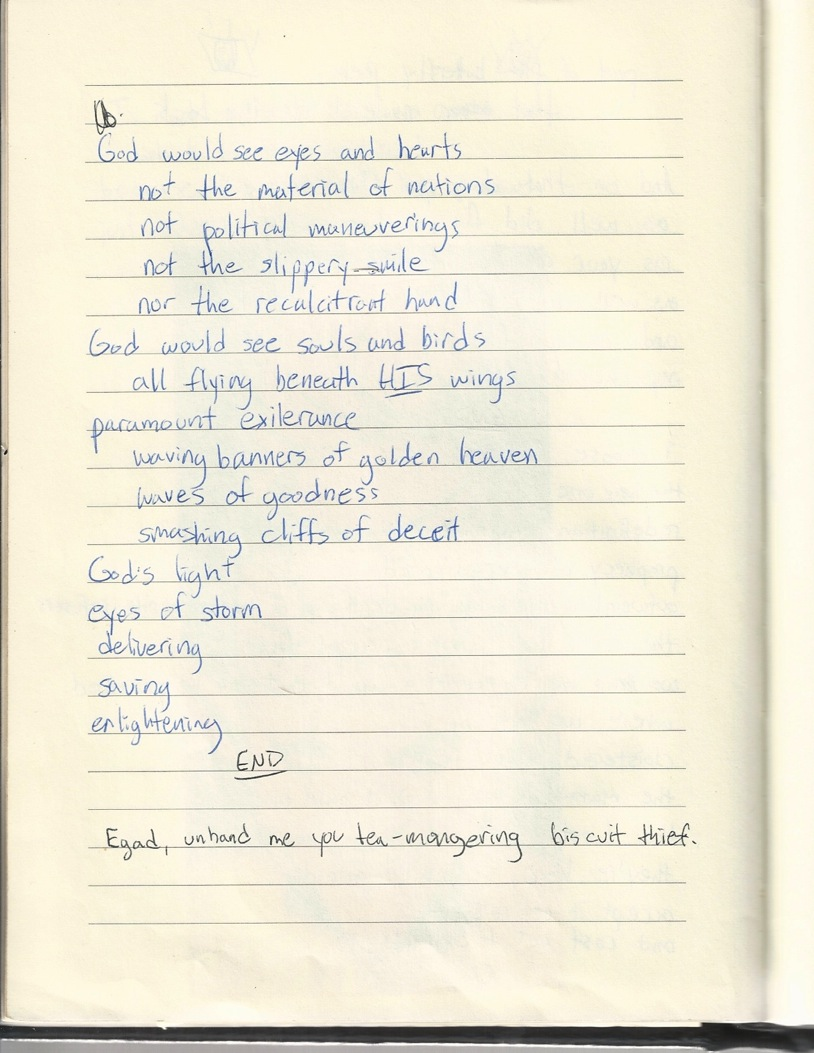 God would see eyes and hearts
not the material of nations
not political maneuverings
not the slippery smile
nor the recalcitrant hand
God would see souls and birds
all flying beneath HIS wings
paramount exilerance
waving banners of golden heaven
waves of goodness
smashing cliffs of deceit
God's light
eyes of storm
delivering
saving
enlightening
END
Egad, unhand me you tea-mongering biscuit thief.